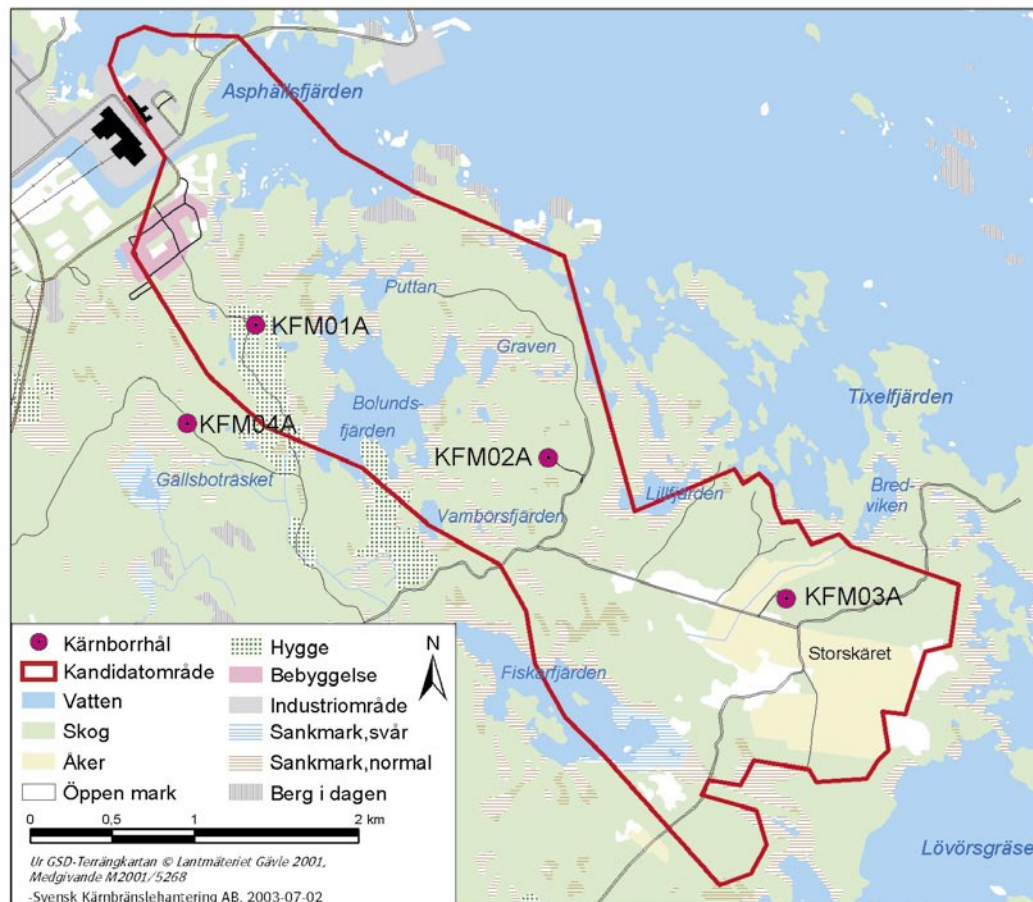 Asphällsfjärden
Puttan
KFM01A
Graven
Bolunds-
fjärden
Tixelfjärden
KFM04A
KFM02A
Gällsboträsket
Lillfjärden
Bred-
viken
Vambörsfjärden
KFM03A
Storskäret
Fiskarfjärden
Lövörsgräse
Kärnborrhål
Kandidatområde
Vatten
Skog
Åker
Öppen mark
Hygge
Bebyggelse
Industriområde
Sankmark,svår
Sankmark,normal
Berg i dagen
N
0 0,5 1 2 km
Ur GSD-Terrängkartan © Lantmäteriet Gävle 2001,
Medgivande M2001/5268
-Svensk Kärnbränslehantering AB, 2003-07-02